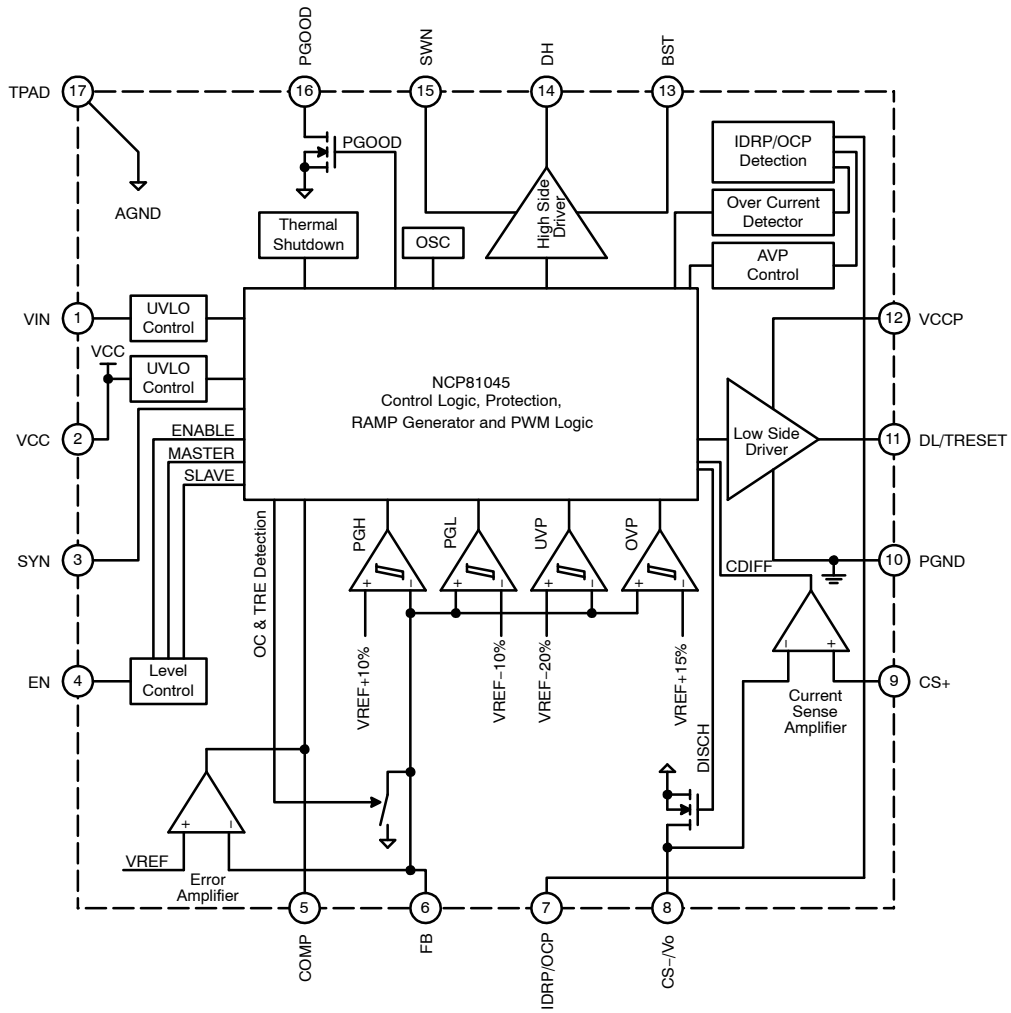 PGOOD
SWN
DH
BST
TPAD
17
16
15
14
13
PGOOD
AGND
Thermal
Shutdown
OSC
High Side
Driver
IDRP/OCP
Detection
Over Current
Detector
AVP
Control
VIN
1
UVLO
Control
12
VCCP
VCC
UVLO
Control
VCC
2
NCP81045
Control Logic, Protection,
RAMP Generator and PWM Logic
Low Side
Driver
11
DL/TRESET
ENABLE
MASTER
SLAVE
SYN
3
OC & TRE Detection
PGH
PGL
UVP
OVP
+
−
+
−
+
−
+
−
CDIFF
10
PGND
VREF+10%
VREF−10%
VREF−20%
VREF+15%
EN
4
Level
Control
−
+
9
CS+
Current
Sense
Amplifier
DISCH
+
−
VREF
Error
Amplifier
5
6
7
8
COMP
FB
IDRP/OCP
CS−/Vo